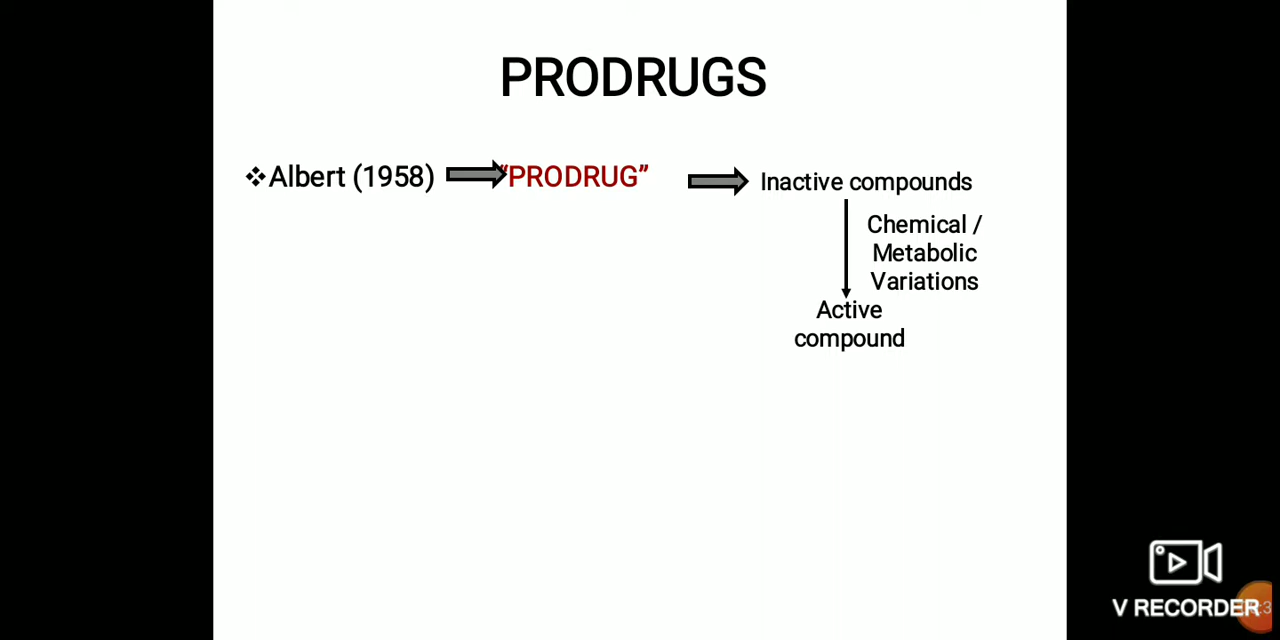 PRODRUGS
❖Albert (1958) "PRODRUG" Inactive compounds
Chemical /
Metabolic
Variations
Active
compound
V RECORDER